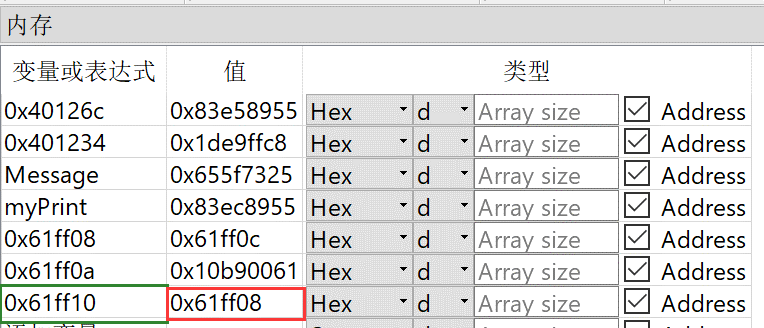 内存
变量或表达式 值 类型
0x40126c 0x83e58955 Hex d Array size Address
0x401234 0x1de9ffc8 Hex d Array size Address
Message 0x655f7325 Hex d Array size Address
myPrint 0x83ec8955 Hex d Array size Address
0x61ff08 0x61ff0c Hex d Array size Address
0x61ff0a 0x10b90061 Hex d Array size Address
0x61ff10 0x61ff08 Hex d Array size Address